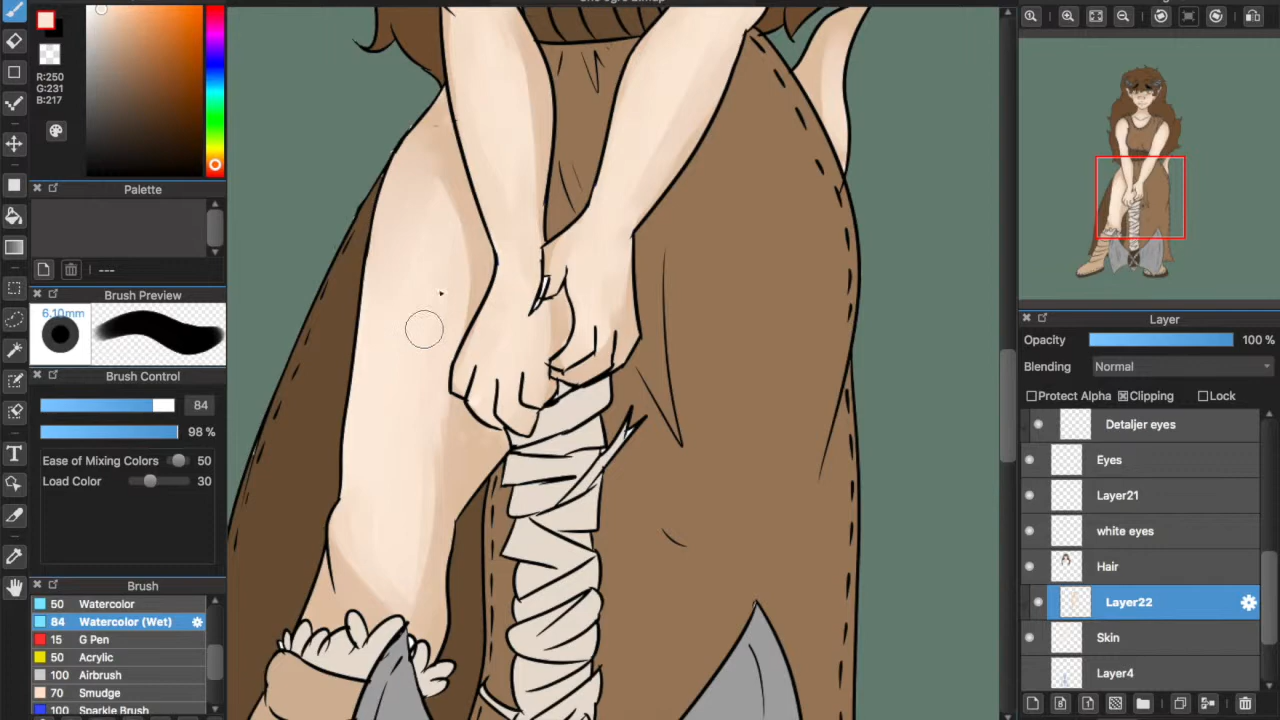 R:250
G:231
B:217
Palette
---
Brush Preview
6.10mm
Brush Control
84
98 %
Ease of Mixing Colors 50
Load Color 30
Brush
50 Watercolor
84 Watercolor (Wet)
15 G Pen
50 Acrylic
100 Airbrush
70 Smudge
100 Sparkle Brush
Layer
Opacity 100 %
Blending Normal
Protect Alpha Clipping Lock
Detaljer eyes
Eyes
Layer21
white eyes
Hair
Layer22
Skin
Layer4